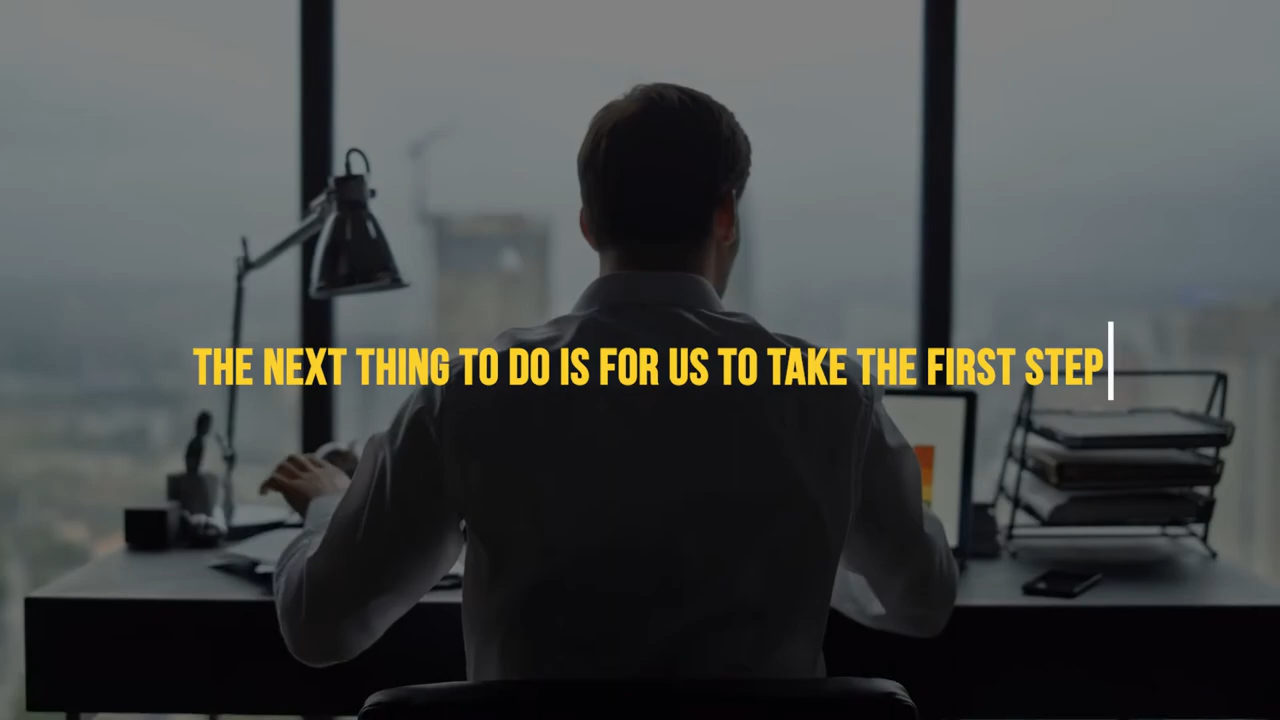 THE NEXT THING TO DO IS FOR US TO TAKE THE FIRST STEP